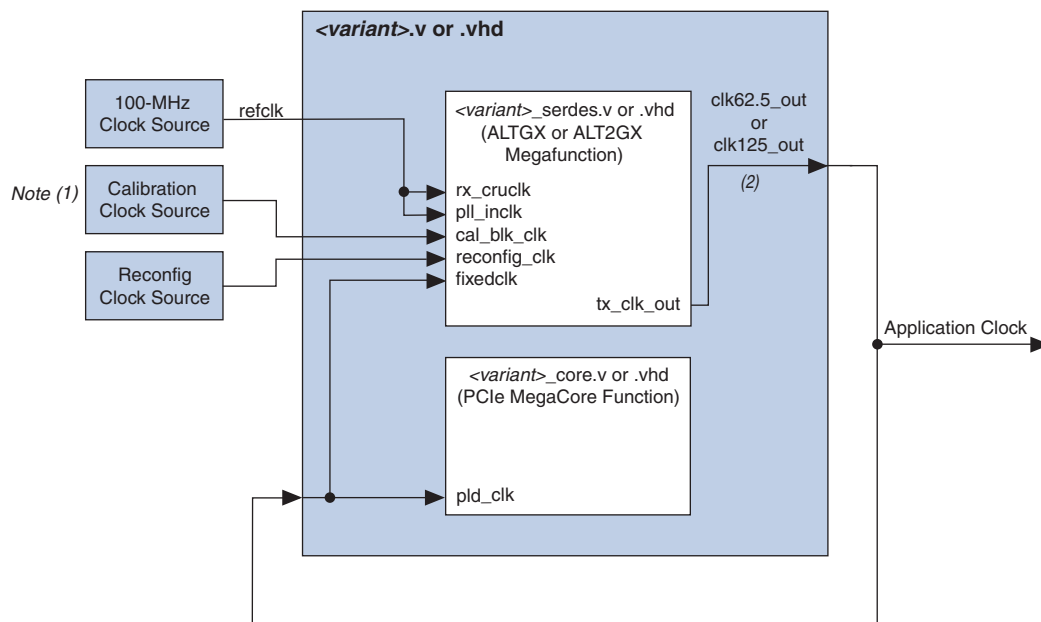 <variant>.v or .vhd
100-MHz
Clock Source
refclk
Note (1)
Calibration
Clock Source
Reconfig
Clock Source
<variant>_serdes.v or .vhd
(ALTGX or ALT2GX
Megafunction)
rx_cruclk
pll_inclk
cal_blk_clk
reconfig_clk
fixedclk
tx_clk_out
clk62.5_out
or
clk125_out
(2)
Application Clock
<variant>_core.v or .vhd
(PCIe MegaCore Function)
pld_clk